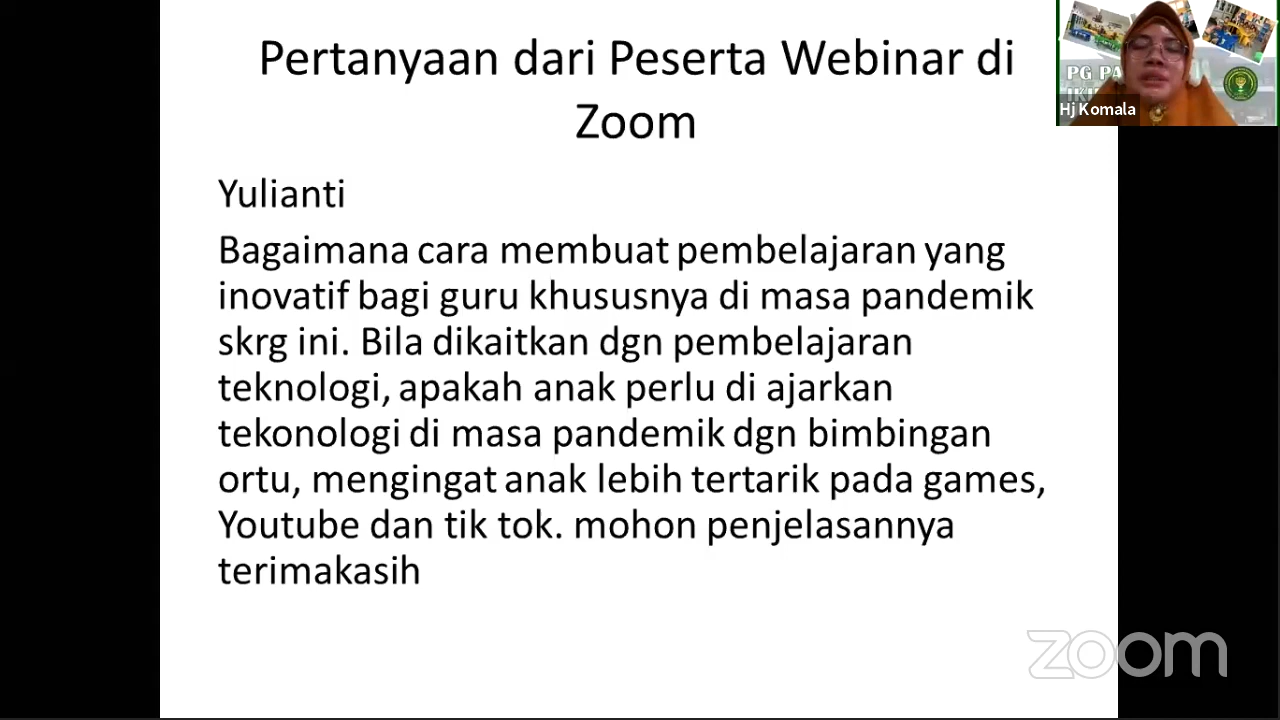 Pertanyaan dari Peserta Webinar di
Zoom
Yulianti
Bagaimana cara membuat pembelajaran yang
inovatif bagi guru khususnya di masa pandemik
skrg ini. Bila dikaitkan dgn pembelajaran
teknologi, apakah anak perlu di ajarkan
tekonologi di masa pandemik dgn bimbingan
ortu, mengingat anak lebih tertarik pada games,
Youtube dan tik tok. mohon penjelasannya
terimakasih
PG
Hj Komala
zoom